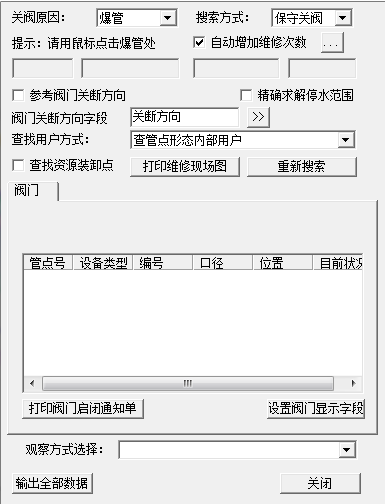 关阀原因： 爆管 搜索方式： 保守关阀
提示：请用鼠标点击爆管处 自动增加维修次数 ...
参考阀门关断方向 精确求解停水范围
阀门关断方向字段 关断方向 >>
查找用户方式： 查管点形态内部用户
查找资源装卸点 打印维修现场图 重新搜索
阀门
管点号 设备类型 编号 口径 位置 目前状况
打印阀门启闭通知单 设置阀门显示字段
观察方式选择：
输出全部数据 关闭